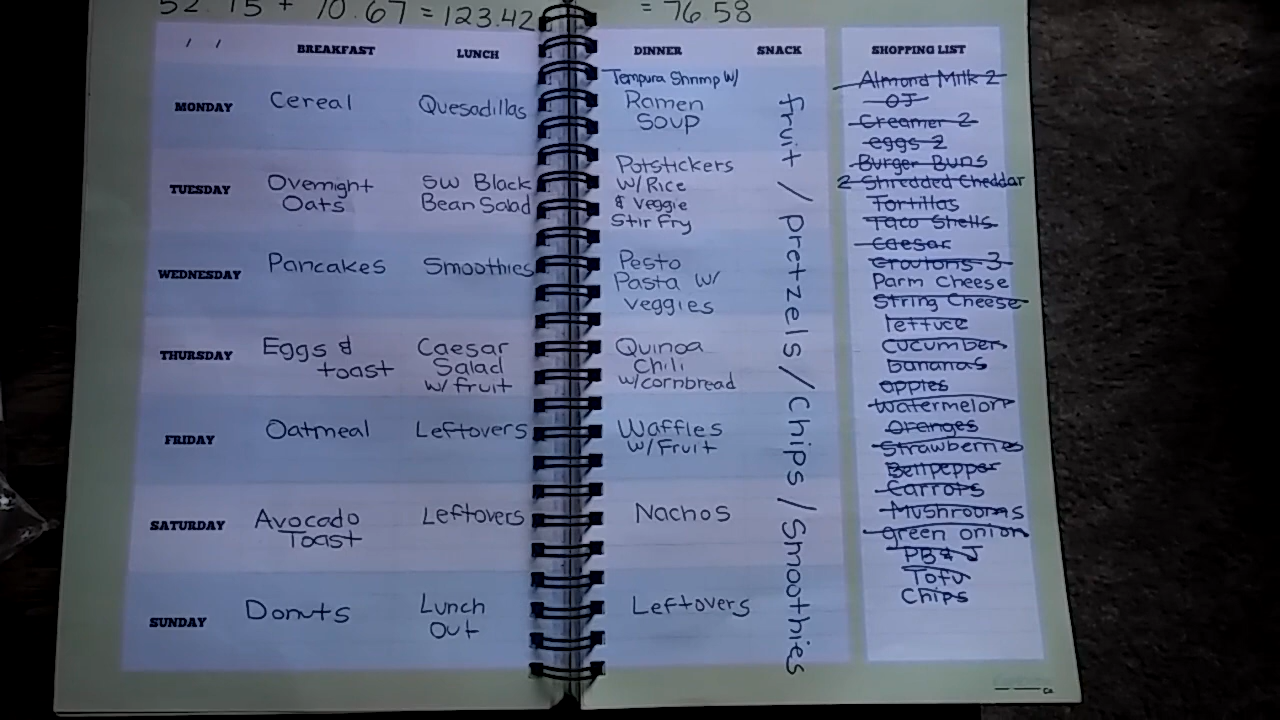 52.75 + 70.67 = 123.42 = 76.58
BREAKFAST LUNCH DINNER SNACK SHOPPING LIST
MONDAY
Cereal
Quesadillas
Tempura Shrimp W/
Ramen
Soup
TUESDAY
Overnight
Oats
SW Black
Bean Salad
Potstickers
W/Rice
& Veggie
Stir Fry
WEDNESDAY
Pancakes
Smoothies
Pesto
Pasta w/
Veggies
THURSDAY
Eggs &
toast
Caesar
Salad
w/ fruit
Quinoa
Chili
w/cornbread
FRIDAY
Oatmeal
Leftovers
Waffles
w/Fruit
SATURDAY
Avocado
Toast
Leftovers
Nachos
SUNDAY
Donuts
Lunch
Out
Leftovers
fruit / pretzels / Chips / Smoothies
Almond Milk 2
OJ
Creamer 2
eggs 2
Burger Buns
2 Shredded Cheddar
Tortillas
Taco Shells
Caesar
Croutons 3
Parm Cheese
String Cheese
lettuce
cucumber
bananas
apples
watermelon
oranges
Strawberries
Bellpepper
Carrots
Mushrooms
green onion
PB & J
Tofu
Chips